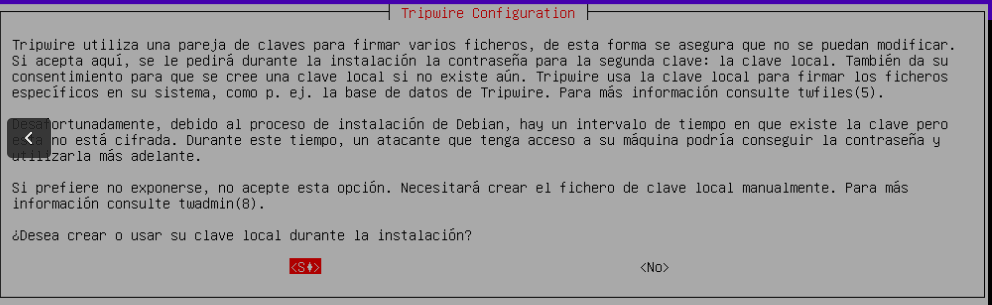 Tripwire Configuration
Tripwire utiliza una pareja de claves para firmar varios ficheros, de esta forma se asegura que no se puedan modificar.
Si acepta aquí, se le pedirá durante la instalación la contraseña para la segunda clave: la clave local. También da su
consentimiento para que se cree una clave local si no existe aún. Tripwire usa la clave local para firmar los ficheros
específicos en su sistema, como p. ej. la base de datos de Tripwire. Para más información consulte twfiles(5).
Desafortunadamente, debido al proceso de instalación de Debian, hay un intervalo de tiempo en que existe la clave pero
esta no está cifrada. Durante este tiempo, un atacante que tenga acceso a su máquina podría conseguir la contraseña y
utilizarla más adelante.
Si prefiere no exponerse, no acepte esta opción. Necesitará crear el fichero de clave local manualmente. Para más
información consulte twadmin(8).
¿Desea crear o usar su clave local durante la instalación?
<S♦> <No>